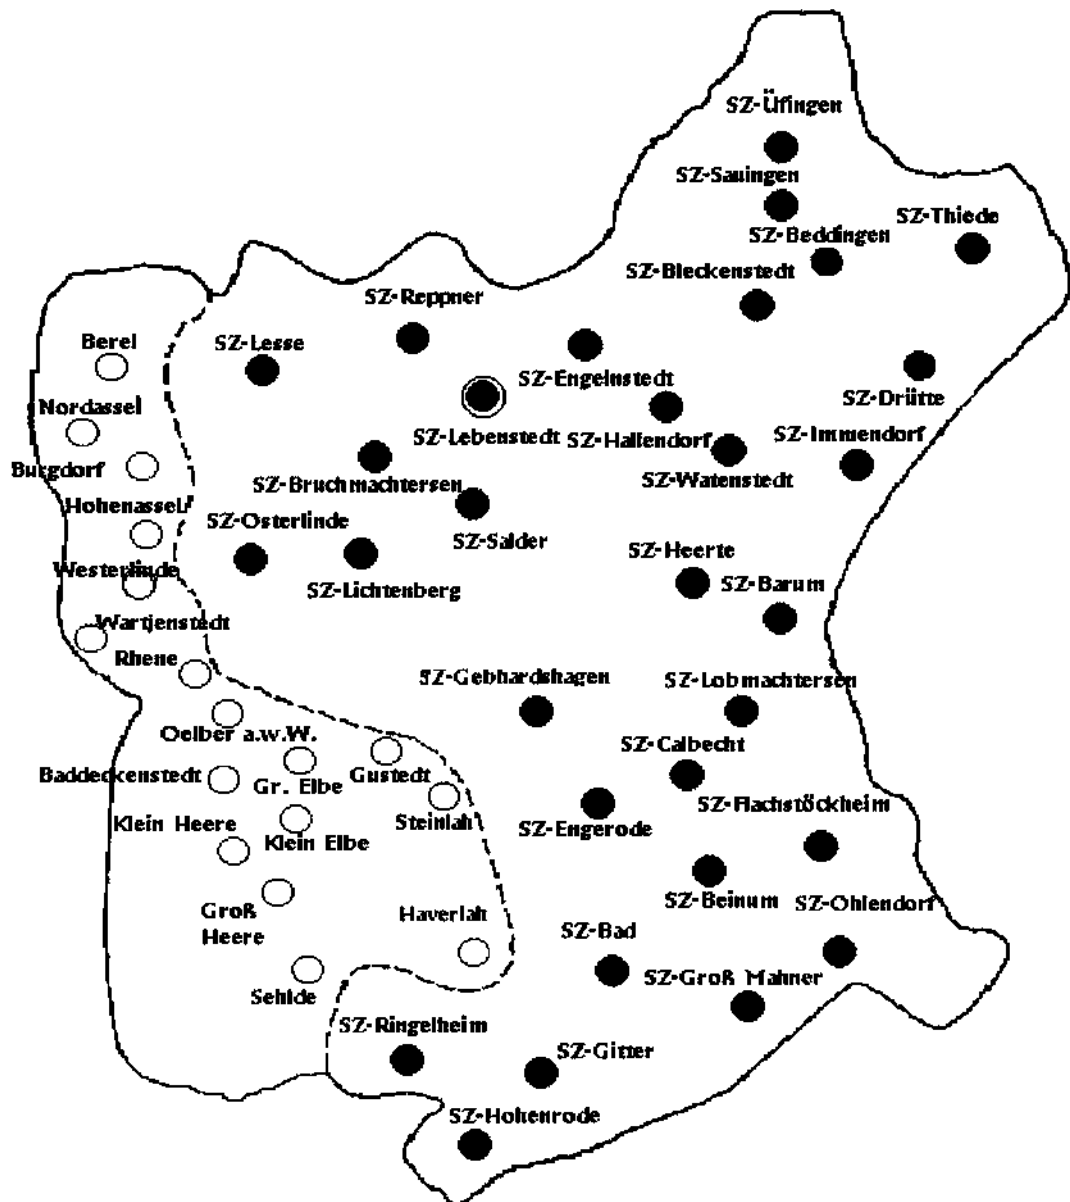 SZ-Üfingen
SZ-Sauingen
SZ-Thiede
SZ-Beddingen
SZ-Bleckenstedt
SZ-Reppner
Berel
SZ-Lesse
SZ-Engelnstedt
SZ-Drütte
Nordassel
SZ-Lebenstedt
SZ-Hallendorf
SZ-Immendorf
Burgdorf
SZ-Bruchmachtersen
SZ-Watenstedt
Hohenassel
SZ-Osterlinde
SZ-Salder
SZ-Heerte
Westerlinde
SZ-Lichtenberg
SZ-Barum
Wartjenstedt
Rhene
SZ-Gebhardshagen
SZ-Lobmachtersen
Oelber a.w.W.
SZ-Calbecht
Baddeckenstedt
Gr. Elbe
Gustedt
SZ-Flachstöckheim
Klein Heere
Klein Elbe
Steinlah
SZ-Engerode
SZ-Beinum
SZ-Ohlendorf
Groß
Heere
Haverlah
SZ-Bad
SZ-Groß Mahner
Sehlde
SZ-Ringelheim
SZ-Gitter
SZ-Hohenrode